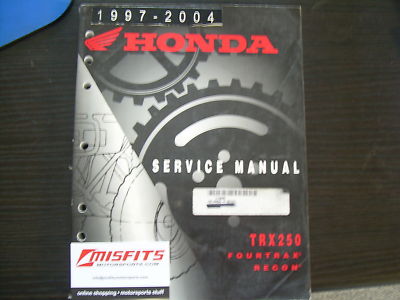 1997-2004
HONDA
SERVICE MANUAL
TRX250
FOURTRAX®
RECON®
MISFITS
online shopping • motorsports stuff